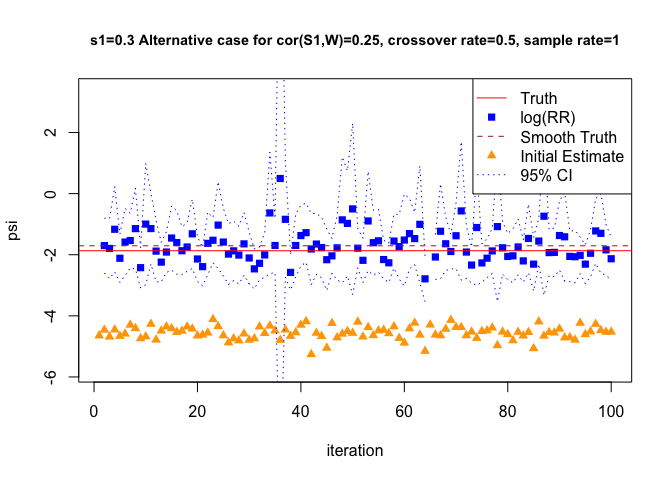 s1=0.3 Alternative case for cor(S1,W)=0.25, crossover rate=0.5, sample rate=1
psi
2
0
-2
-4
-6
Truth
log(RR)
Smooth Truth
Initial Estimate
95% CI
0 20 40 60 80 100
iteration